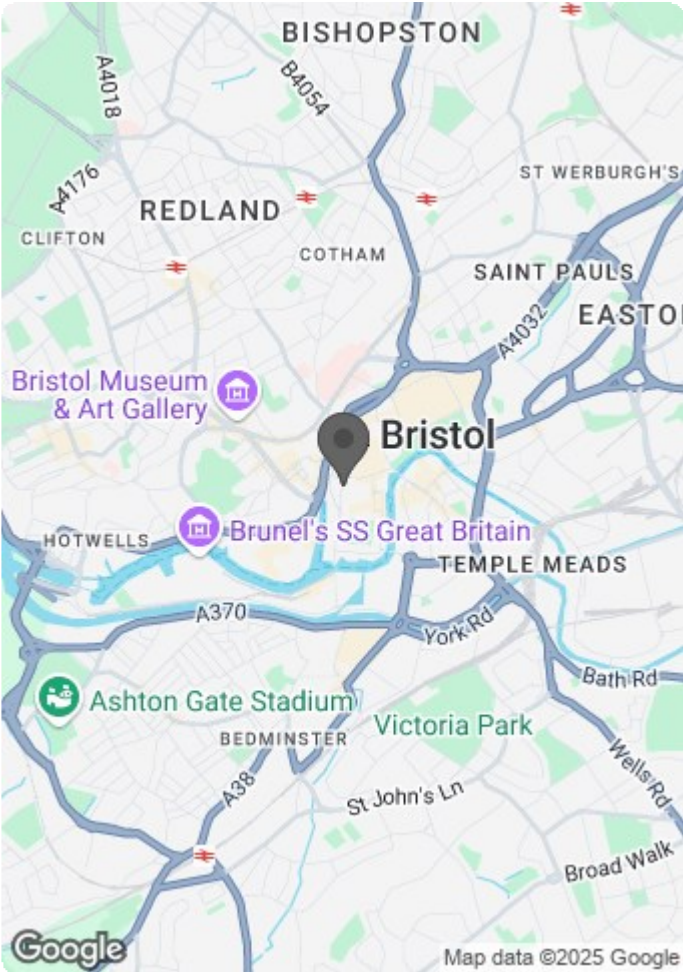 BISHOPSTON
A4018
B4054
A4176
ST WERBURGH'S
REDLAND
CLIFTON
COTHAM
SAINT PAULS
EASTO
A4032
Bristol Museum
& Art Gallery
Bristol
Brunel's SS Great Britain
HOTWELLS
TEMPLE MEADS
A370
York Rd
Bath Rd
Ashton Gate Stadium
Victoria Park
BEDMINSTER
Wells Rd
A38
St John's Ln
Broad Walk
Google
Map data ©2025 Google